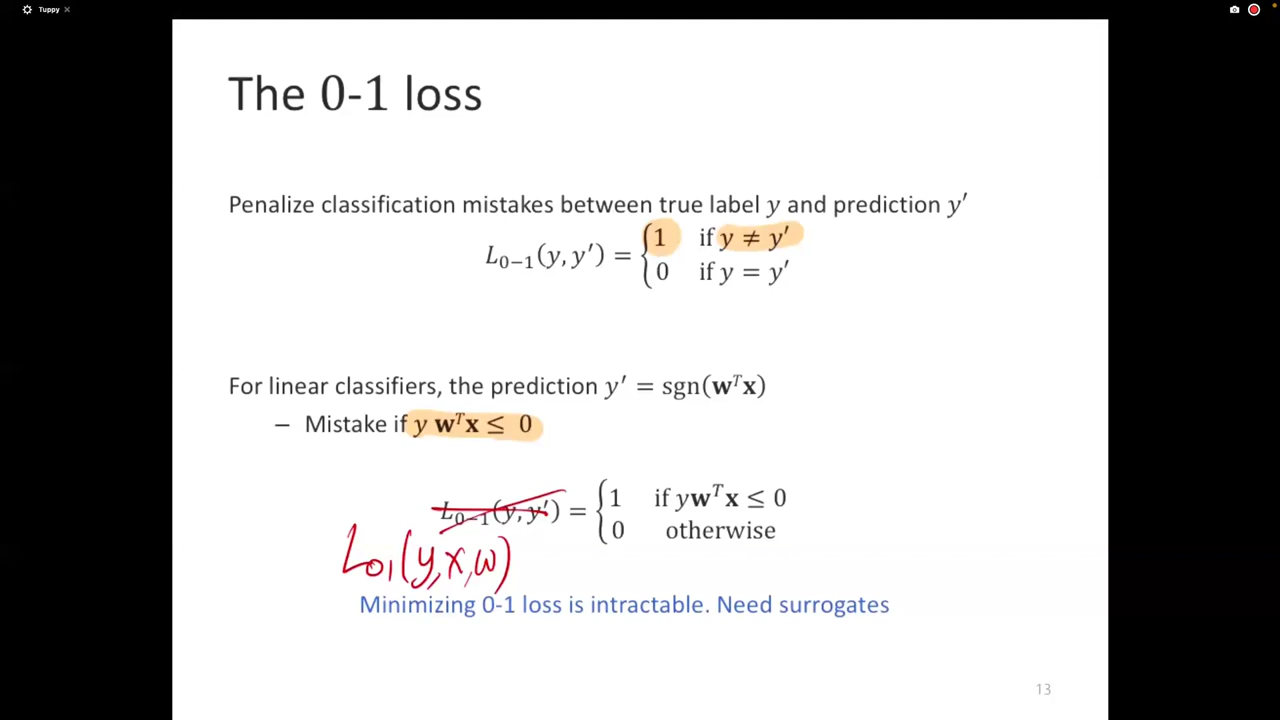 Tuppy
The 0-1 loss
Penalize classification mistakes between true label y and prediction y′
L₀₋₁(y, y′) = { 1 if y ≠ y′
0 if y = y′
For linear classifiers, the prediction y′ = sgn(𝐰ᵀ𝐱)
– Mistake if y 𝐰ᵀ𝐱 ≤ 0
L₀₋₁(y, y′) = { 1 if y𝐰ᵀ𝐱 ≤ 0
0 otherwise
L₀₁(y, x, w)
Minimizing 0-1 loss is intractable. Need surrogates
13